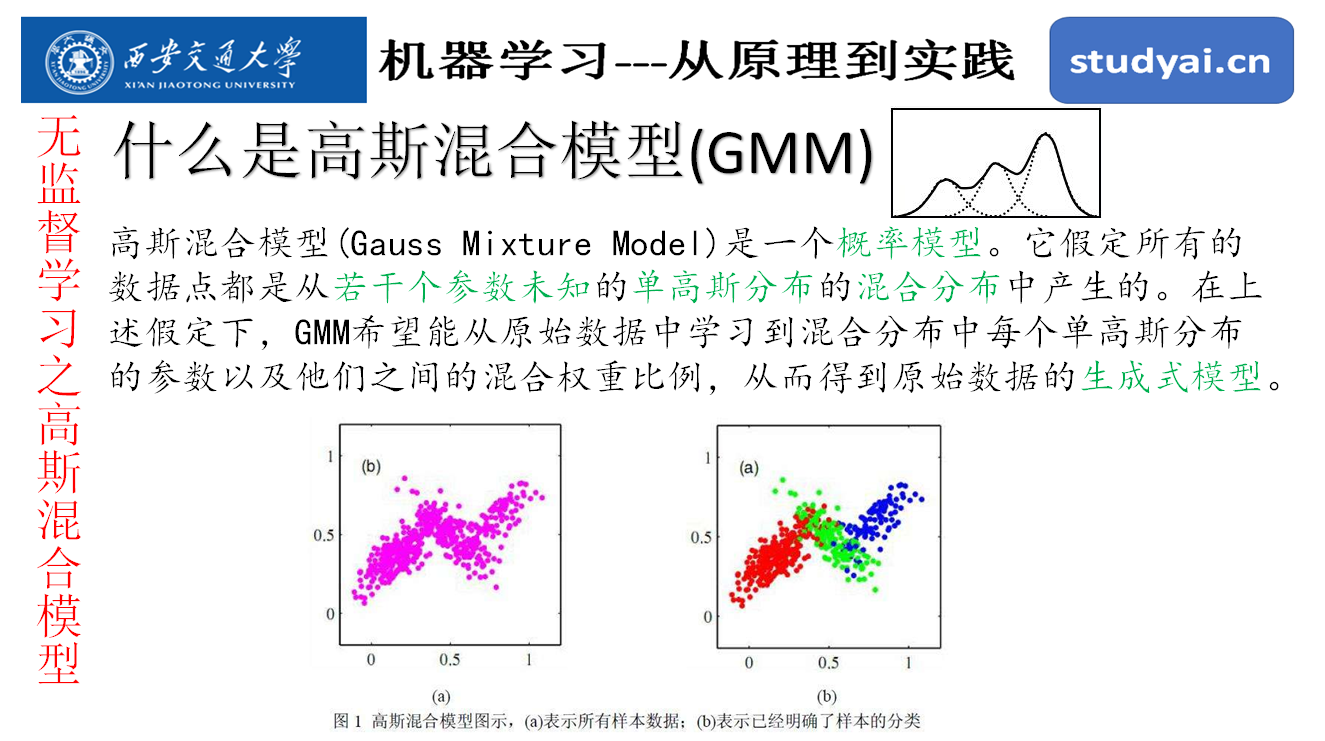 西安交通大学
XI'AN JIAOTONG UNIVERSITY
机器学习---从原理到实践
studyai.cn
无监督学习之高斯混合模型
什么是高斯混合模型(GMM)
高斯混合模型(Gauss Mixture Model)是一个概率模型。它假定所有的
数据点都是从若干个参数未知的单高斯分布的混合分布中产生的。在上
述假定下，GMM希望能从原始数据中学习到混合分布中每个单高斯分布
的参数以及他们之间的混合权重比例，从而得到原始数据的生成式模型。
(b)
1
0.5
0
0 0.5 1
(a)
(a)
1
0.5
0
0 0.5 1
(b)
图 1 高斯混合模型图示，(a)表示所有样本数据；(b)表示已经明确了样本的分类